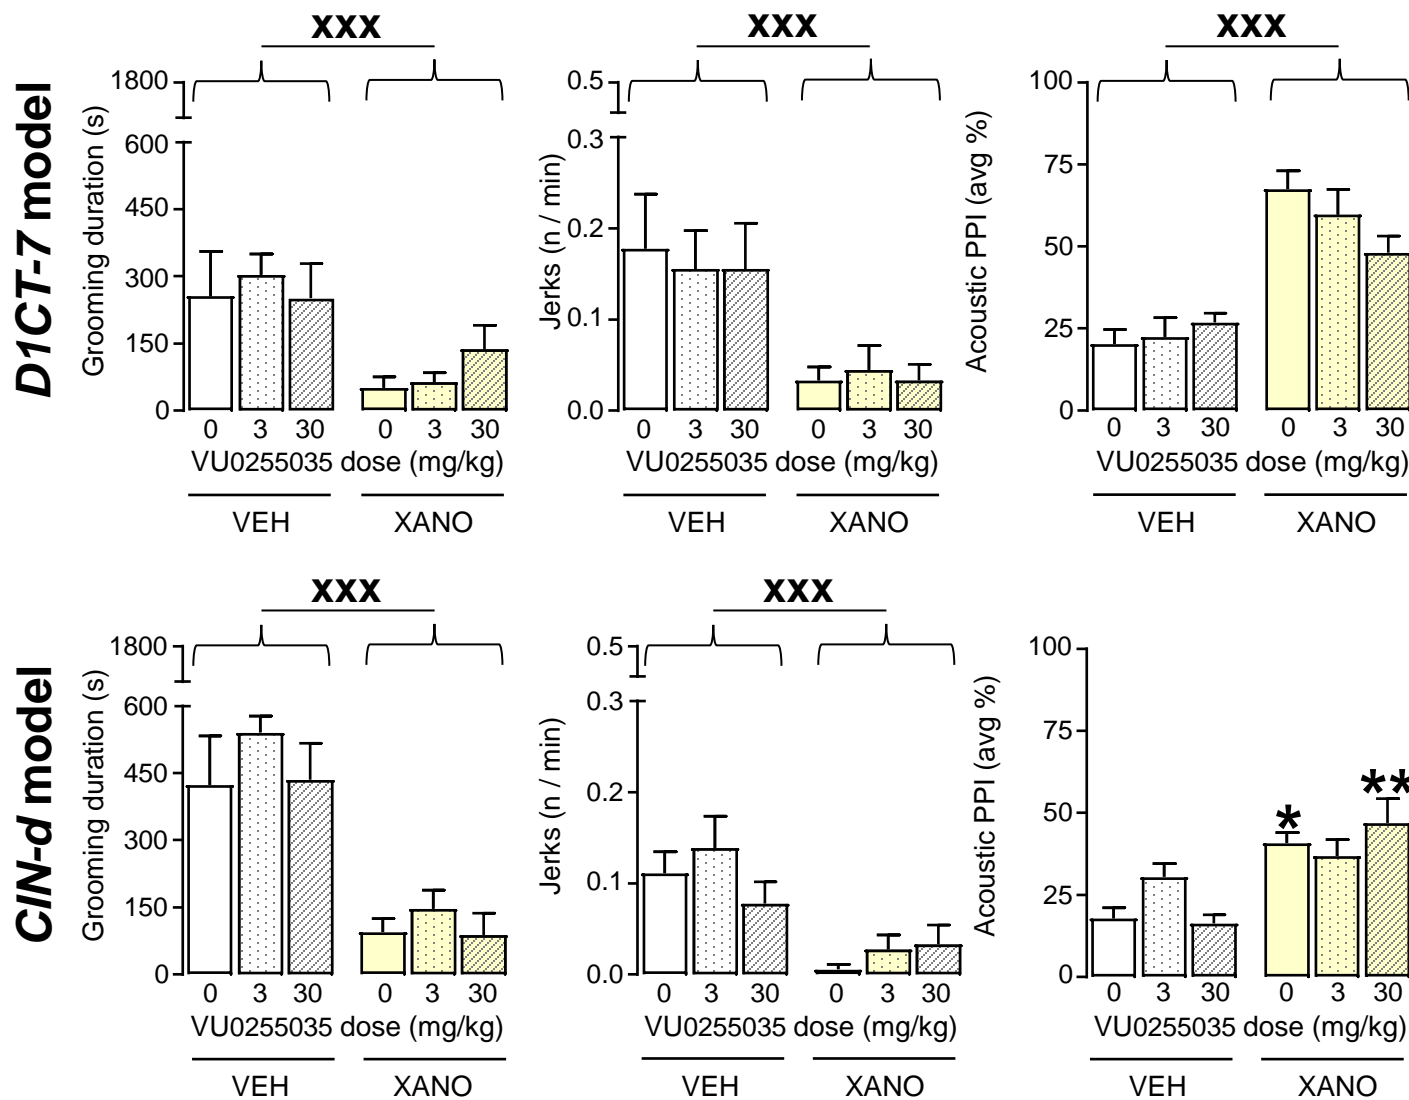 xxx xxx xxx
D1CT-7 model
Grooming duration (s)
1800
600
450
300
150
0
0 3 30 0 3 30
VU0255035 dose (mg/kg)
VEH XANO
Jerks (n / min)
0.5
0.3
0.2
0.1
0.0
0 3 30 0 3 30
VU0255035 dose (mg/kg)
VEH XANO
Acoustic PPI (avg %)
100
75
50
25
0
0 3 30 0 3 30
VU0255035 dose (mg/kg)
VEH XANO
xxx xxx
CIN-d model
Grooming duration (s)
1800
600
450
300
150
0
0 3 30 0 3 30
VU0255035 dose (mg/kg)
VEH XANO
Jerks (n / min)
0.5
0.3
0.2
0.1
0.0
0 3 30 0 3 30
VU0255035 dose (mg/kg)
VEH XANO
Acoustic PPI (avg %)
100
75
50
25
0
* **
0 3 30 0 3 30
VU0255035 dose (mg/kg)
VEH XANO